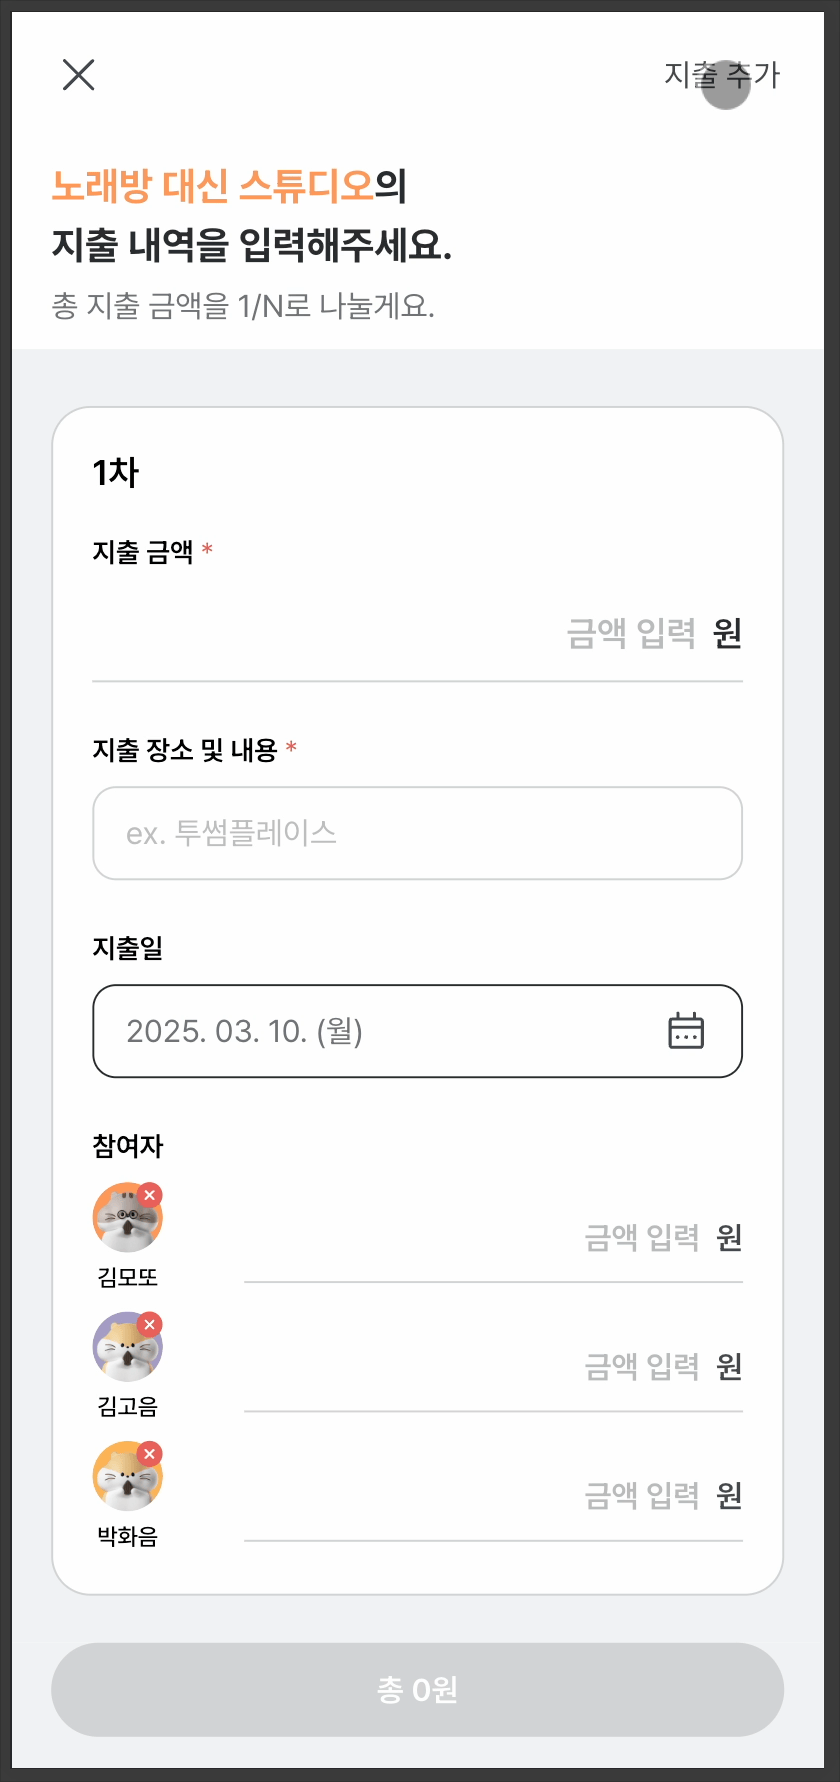 지출 추가
노래방 대신 스튜디오의
지출 내역을 입력해주세요.
총 지출 금액을 1/N로 나눌게요.
1차
지출 금액 *
금액 입력 원
지출 장소 및 내용 *
ex. 투썸플레이스
지출일
2025. 03. 10. (월)
참여자
금액 입력 원
김모또
금액 입력 원
김고음
금액 입력 원
박화음
총 0원